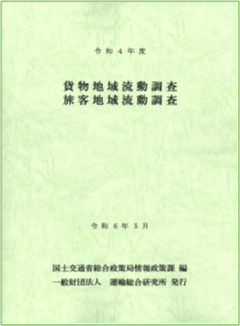 令和４年度
貨物地域流動調査
旅客地域流動調査
令和６年５月
国土交通省総合政策局情報政策課 編
一般財団法人 運輸総合研究所 発行